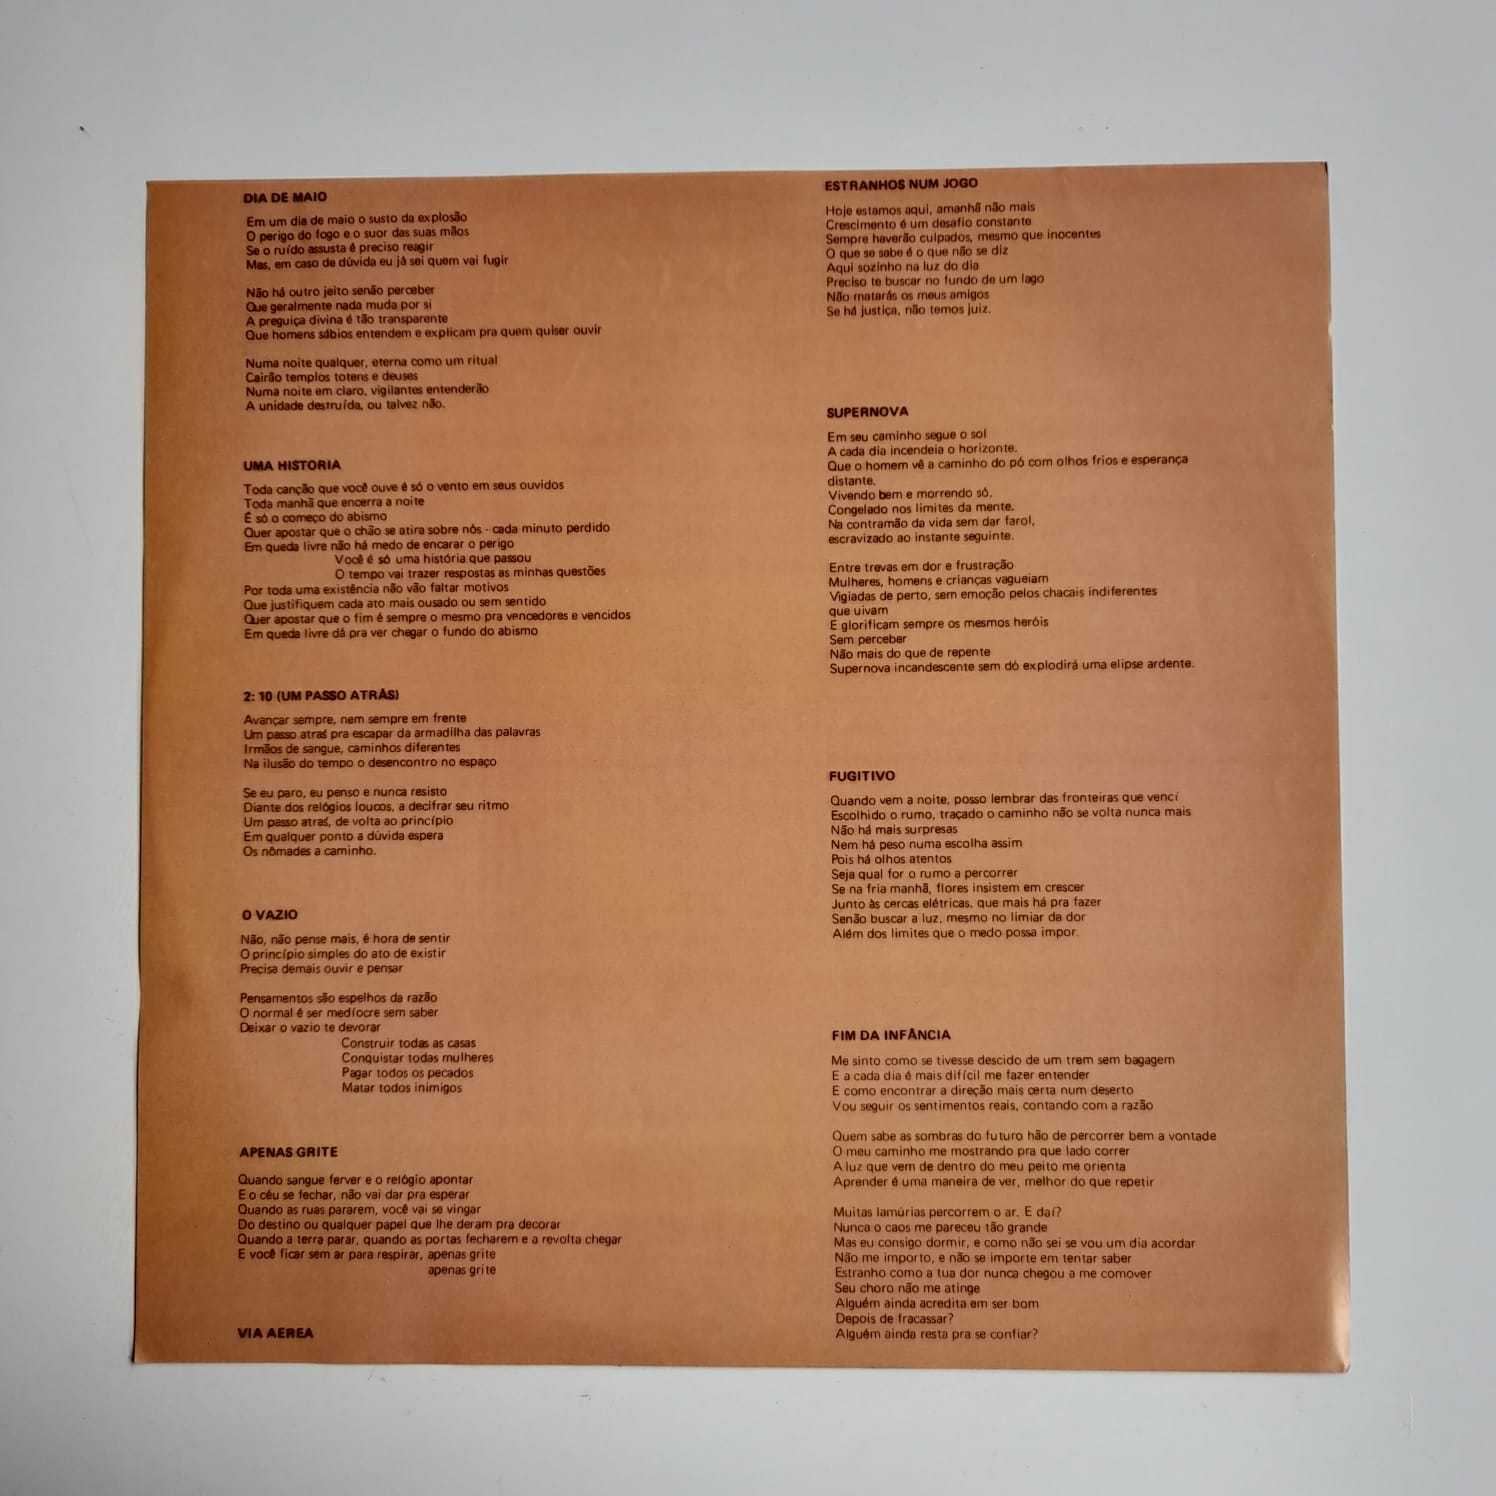 DIA DE MAIO
Em um dia de maio o susto da explosão
O perigo do fogo e o suor das suas mãos
Se o ruído assusta é preciso reagir
Mas, em caso de dúvida eu já sei quem vai fugir
Não há outro jeito senão perceber
Que geralmente nada muda por si
A preguiça divina é tão transparente
Que homens sábios entendem e explicam pra quem quiser ouvir
Numa noite qualquer, eterna como um ritual
Cairão templos totens e deuses
Numa noite em claro, vigilantes entenderão
A unidade destruída, ou talvez não.
UMA HISTORIA
Toda canção que você ouve é só o vento em seus ouvidos
Toda manhã que encerra a noite
É só o começo do abismo
Quer apostar que o chão se atira sobre nós - cada minuto perdido
Em queda livre não há medo de encarar o perigo
Você é só uma história que passou
O tempo vai trazer respostas as minhas questões
Por toda uma existência não vão faltar motivos
Que justifiquem cada ato mais ousado ou sem sentido
Quer apostar que o fim é sempre o mesmo pra vencedores e vencidos
Em queda livre dá pra ver chegar o fundo do abismo
2: 10 (UM PASSO ATRÁS)
Avançar sempre, nem sempre em frente
Um passo atraś pra escapar da armadilha das palavras
Irmãos de sangue, caminhos diferentes
Na ilusão do tempo o desencontro no espaço
Se eu paro, eu penso e nunca resisto
Diante dos relógios loucos, a decifrar seu ritmo
Um passo atraś, de volta ao princípio
Em qualquer ponto a dúvida espera
Os nômades a caminho.
O VAZIO
Não, não pense mais, é hora de sentir
O princípio simples do ato de existir
Precisa demais ouvir e pensar
Pensamentos são espelhos da razão
O normal é ser medíocre sem saber
Deixar o vazio te devorar
Construir todas as casas
Conquistar todas mulheres
Pagar todos os pecados
Matar todos inimigos
APENAS GRITE
Quando sangue ferver e o relógio apontar
E o céu se fechar, não vai dar pra esperar
Quando as ruas pararem, você vai se vingar
Do destino ou qualquer papel que lhe deram pra decorar
Quando a terra parar, quando as portas fecharem e a revolta chegar
E você ficar sem ar para respirar, apenas grite
apenas grite
VIA AEREA
ESTRANHOS NUM JOGO
Hoje estamos aqui, amanhã não mais
Crescimento é um desafio constante
Sempre haverão culpados, mesmo que inocentes
O que se sabe é o que não se diz
Aqui sozinho na luz do dia
Preciso te buscar no fundo de um lago
Não matarás os meus amigos
Se há justiça, não temos juiz.
SUPERNOVA
Em seu caminho segue o sol
A cada dia incendeia o horizonte.
Que o homem vê a caminho do pó com olhos frios e esperança
distante.
Vivendo bem e morrendo só,
Congelado nos limites da mente.
Na contramão da vida sem dar farol,
escravizado ao instante seguinte.
Entre trevas em dor e frustração
Mulheres, homens e crianças vagueiam
Vigiadas de perto, sem emoção pelos chacais indiferentes
que uivam
E glorificam sempre os mesmos heróis
Sem perceber
Não mais do que de repente
Supernova incandescente sem dó explodirá uma elipse ardente.
FUGITIVO
Quando vem a noite, posso lembrar das fronteiras que vencí
Escolhido o rumo, traçado o caminho não se volta nunca mais
Não há mais surpresas
Nem há peso numa escolha assim
Pois há olhos atentos
Seja qual for o rumo a percorrer
Se na fria manhã, flores insistem em crescer
Junto às cercas elétricas, que mais há pra fazer
Senão buscar a luz, mesmo no limiar da dor
Além dos limites que o medo possa impor.
FIM DA INFÂNCIA
Me sinto como se tivesse descido de um trem sem bagagem
E a cada dia é mais difícil me fazer entender
E como encontrar a direção mais certa num deserto
Vou seguir os sentimentos reais, contando com a razão
Quem sabe as sombras do futuro hão de percorrer bem a vontade
O meu caminho me mostrando pra que lado correr
A luz que vem de dentro do meu peito me orienta
Aprender é uma maneira de ver, melhor do que repetir
Muitas lamúrias percorrem o ar. E daí?
Nunca o caos me pareceu tão grande
Mas eu consigo dormir, e como não sei se vou um dia acordar
Não me importo, e não se importe em tentar saber
Estranho como a tua dor nunca chegou a me comover
Seu choro não me atinge
Alguém ainda acredita em ser bom
Depois de fracassar?
Alguém ainda resta pra se confiar?